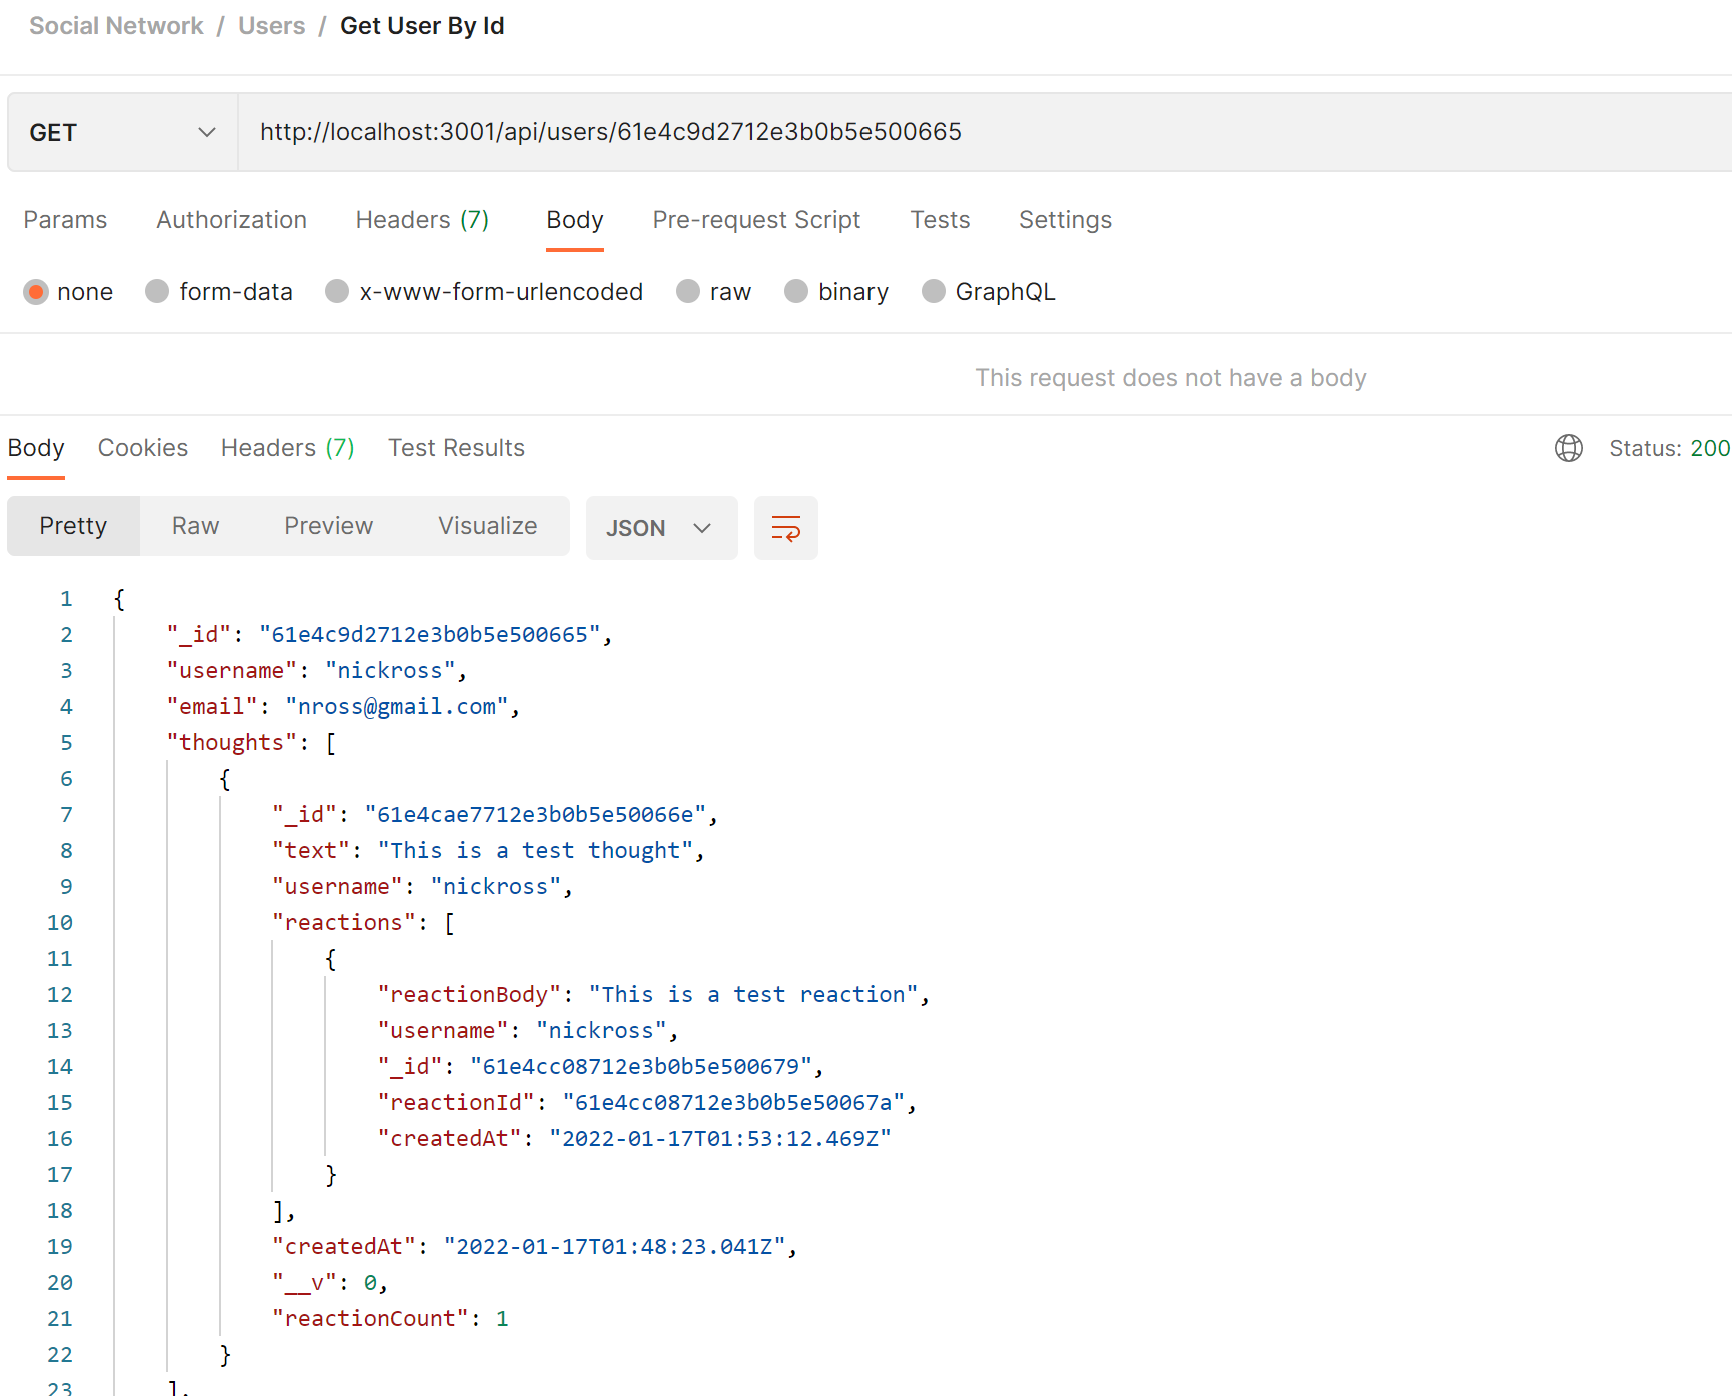 Social Network / Users / Get User By Id
GET http://localhost:3001/api/users/61e4c9d2712e3b0b5e500665
Params Authorization Headers (7) Body Pre-request Script Tests Settings
none form-data x-www-form-urlencoded raw binary GraphQL
This request does not have a body
Body Cookies Headers (7) Test Results Status: 200
Pretty Raw Preview Visualize JSON
1 {
2 "_id": "61e4c9d2712e3b0b5e500665",
3 "username": "nickross",
4 "email": "nross@gmail.com",
5 "thoughts": [
6 {
7 "_id": "61e4cae7712e3b0b5e50066e",
8 "text": "This is a test thought",
9 "username": "nickross",
10 "reactions": [
11 {
12 "reactionBody": "This is a test reaction",
13 "username": "nickross",
14 "_id": "61e4cc08712e3b0b5e500679",
15 "reactionId": "61e4cc08712e3b0b5e50067a",
16 "createdAt": "2022-01-17T01:53:12.469Z"
17 }
18 ],
19 "createdAt": "2022-01-17T01:48:23.041Z",
20 "__v": 0,
21 "reactionCount": 1
22 }
23 ],